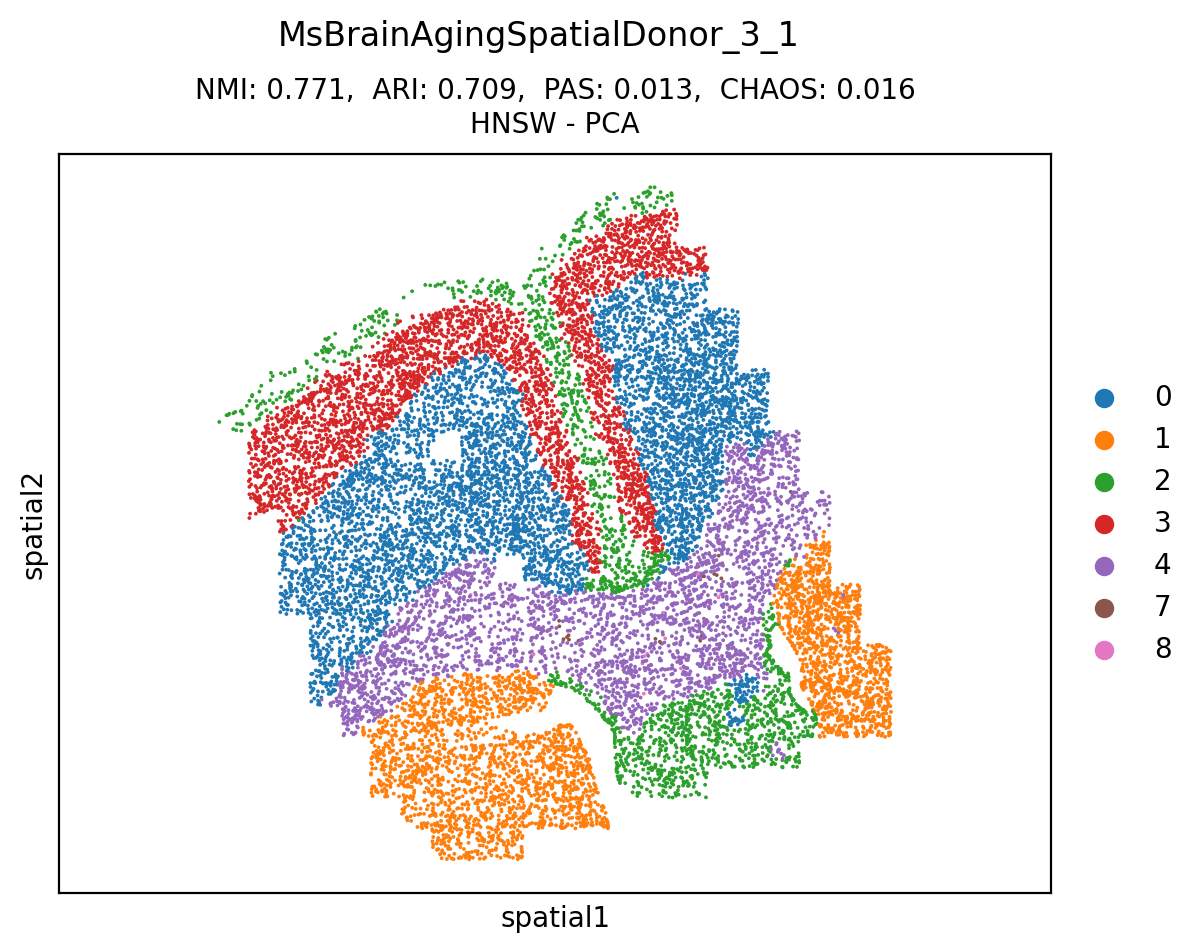 MsBrainAgingSpatialDonor_3_1
NMI: 0.771,  ARI: 0.709,  PAS: 0.013,  CHAOS: 0.016
HNSW - PCA
spatial2
spatial1
0
1
2
3
4
7
8